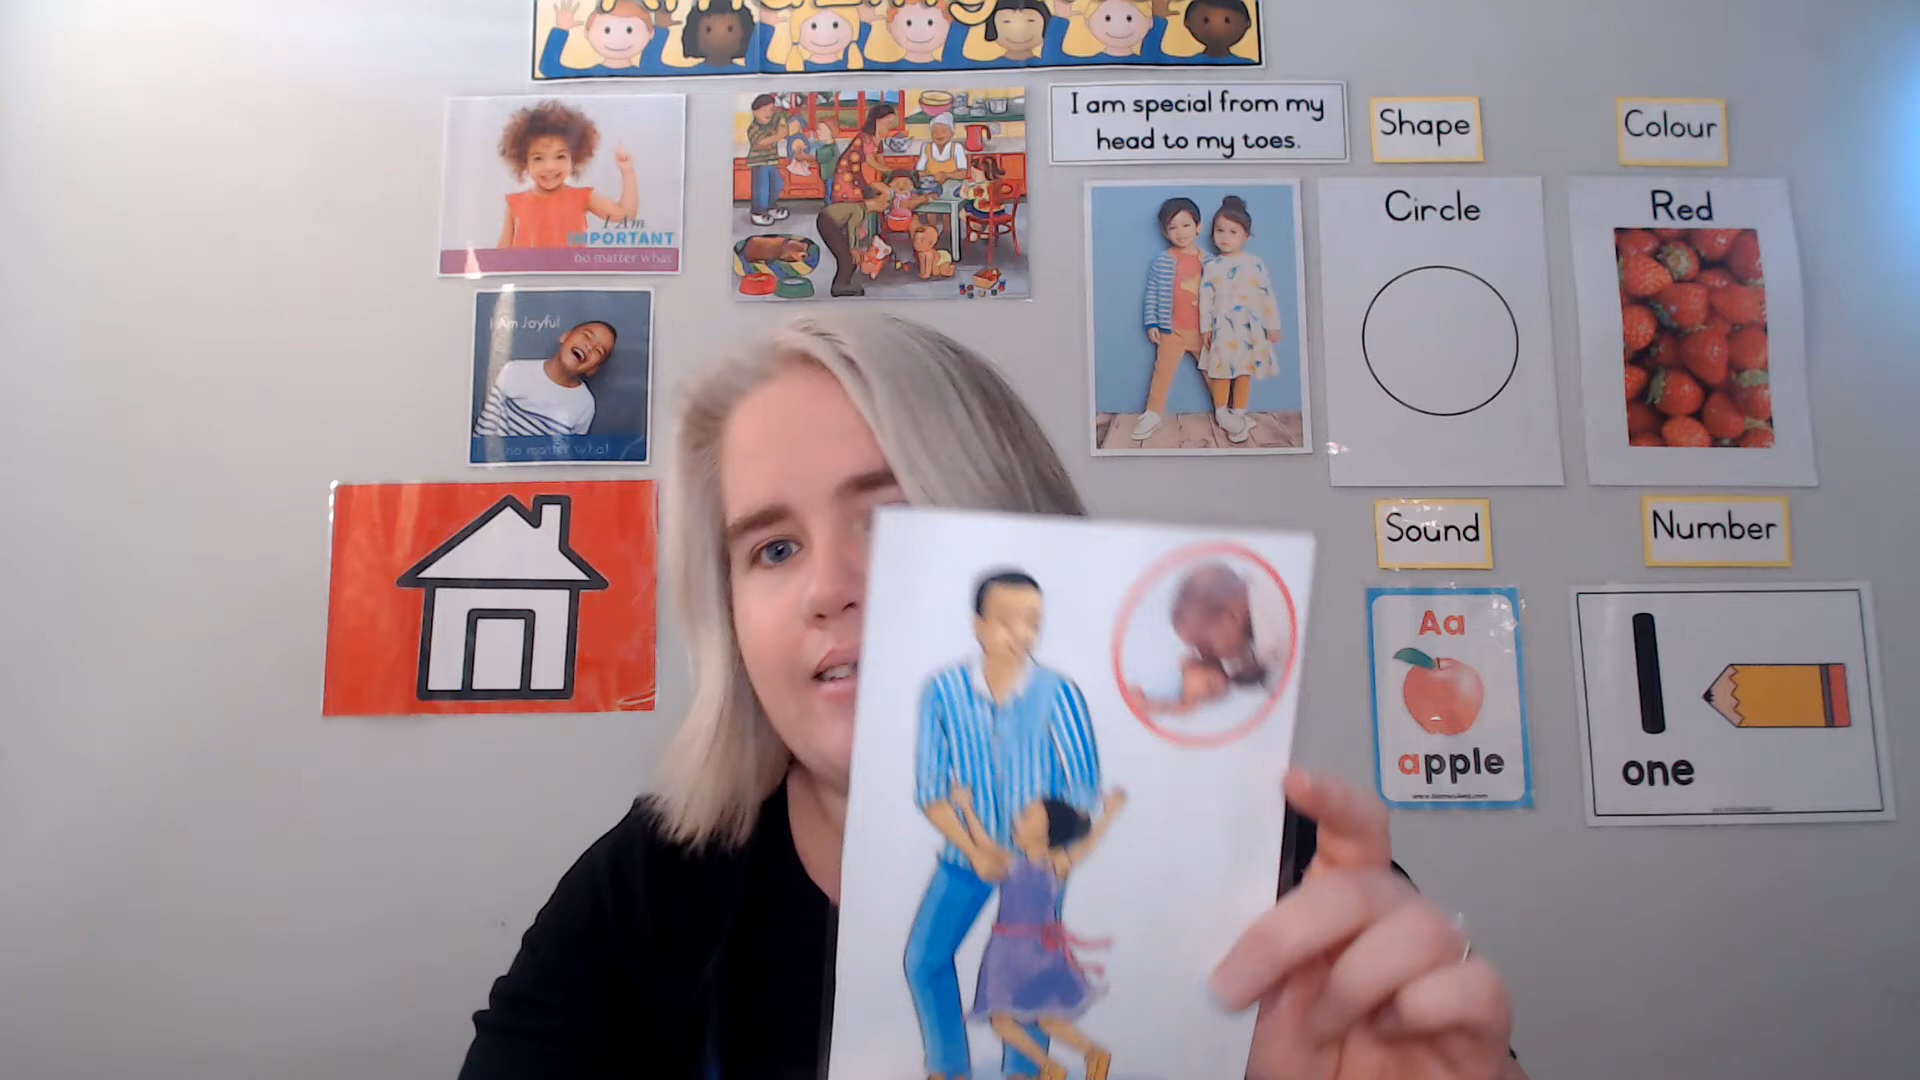 Amazing
I Am
IMPORTANT
no matter what
I am special from my
head to my toes.
Shape
Colour
Circle
Red
I Am Joyful
no matter what
Sound
Number
Aa
apple
one